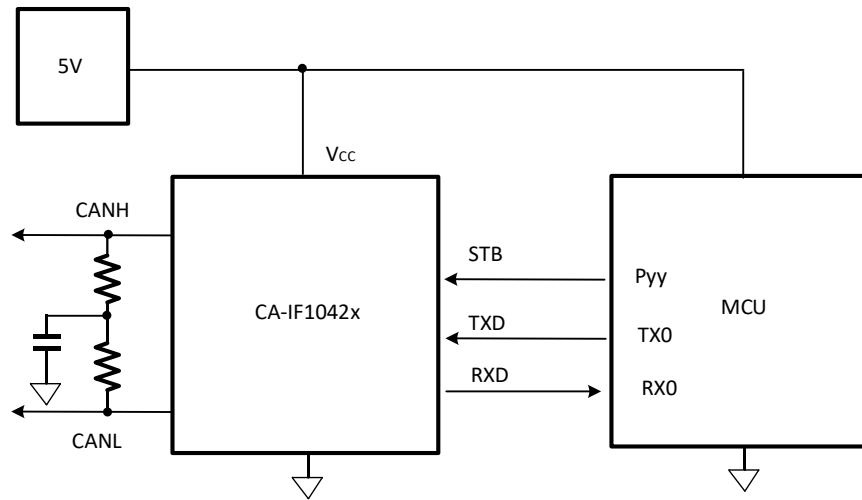 5V
VCC
CANH
STB
Pyy
CA-IF1042x
MCU
TXD
TX0
RXD
RX0
CANL